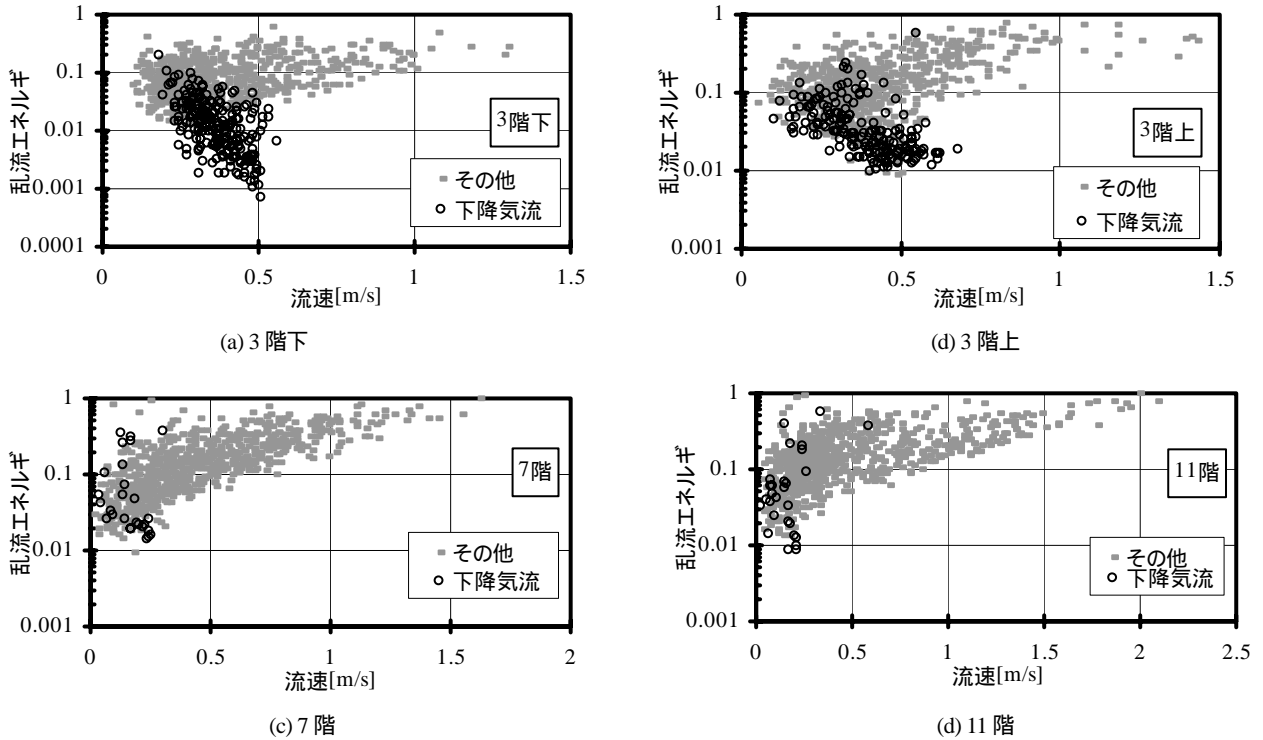 1
0.1
0.01
0.001
0.0001
乱流エネルギ
3階下
その他
下降気流
0
0.5
1
1.5
流速[m/s]
(a) 3 階下
1
0.1
0.01
0.001
乱流エネルギ
3階上
その他
下降気流
0
0.5
1
1.5
流速[m/s]
(d) 3 階上
1
0.1
0.01
0.001
乱流エネルギ
7階
その他
下降気流
0
0.5
1
1.5
2
流速[m/s]
(c) 7 階
1
0.1
0.01
0.001
乱流エネルギ
11階
その他
下降気流
0
0.5
1
1.5
2
2.5
流速[m/s]
(d) 11 階